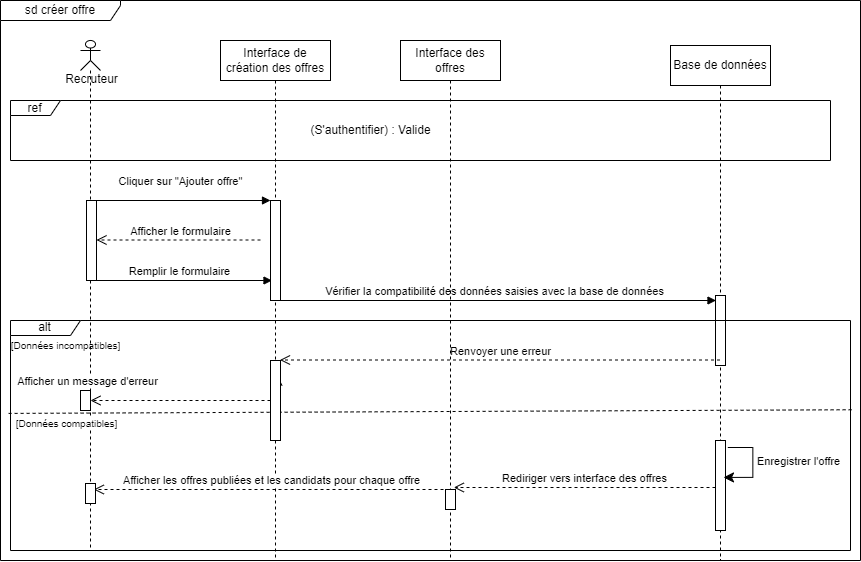 sd créer offre
Recruteur
Interface de
création des offres
Interface des
offres
Base de données
ref
(S'authentifier) : Valide
Cliquer sur "Ajouter offre"
Afficher le formulaire
Remplir le formulaire
Vérifier la compatibilité des données saisies avec la base de données
alt
[Données incompatibles]
Renvoyer une erreur
Afficher un message d'erreur
[Données compatibles]
Enregistrer l'offre
Rediriger vers interface des offres
Afficher les offres publiées et les candidats pour chaque offre